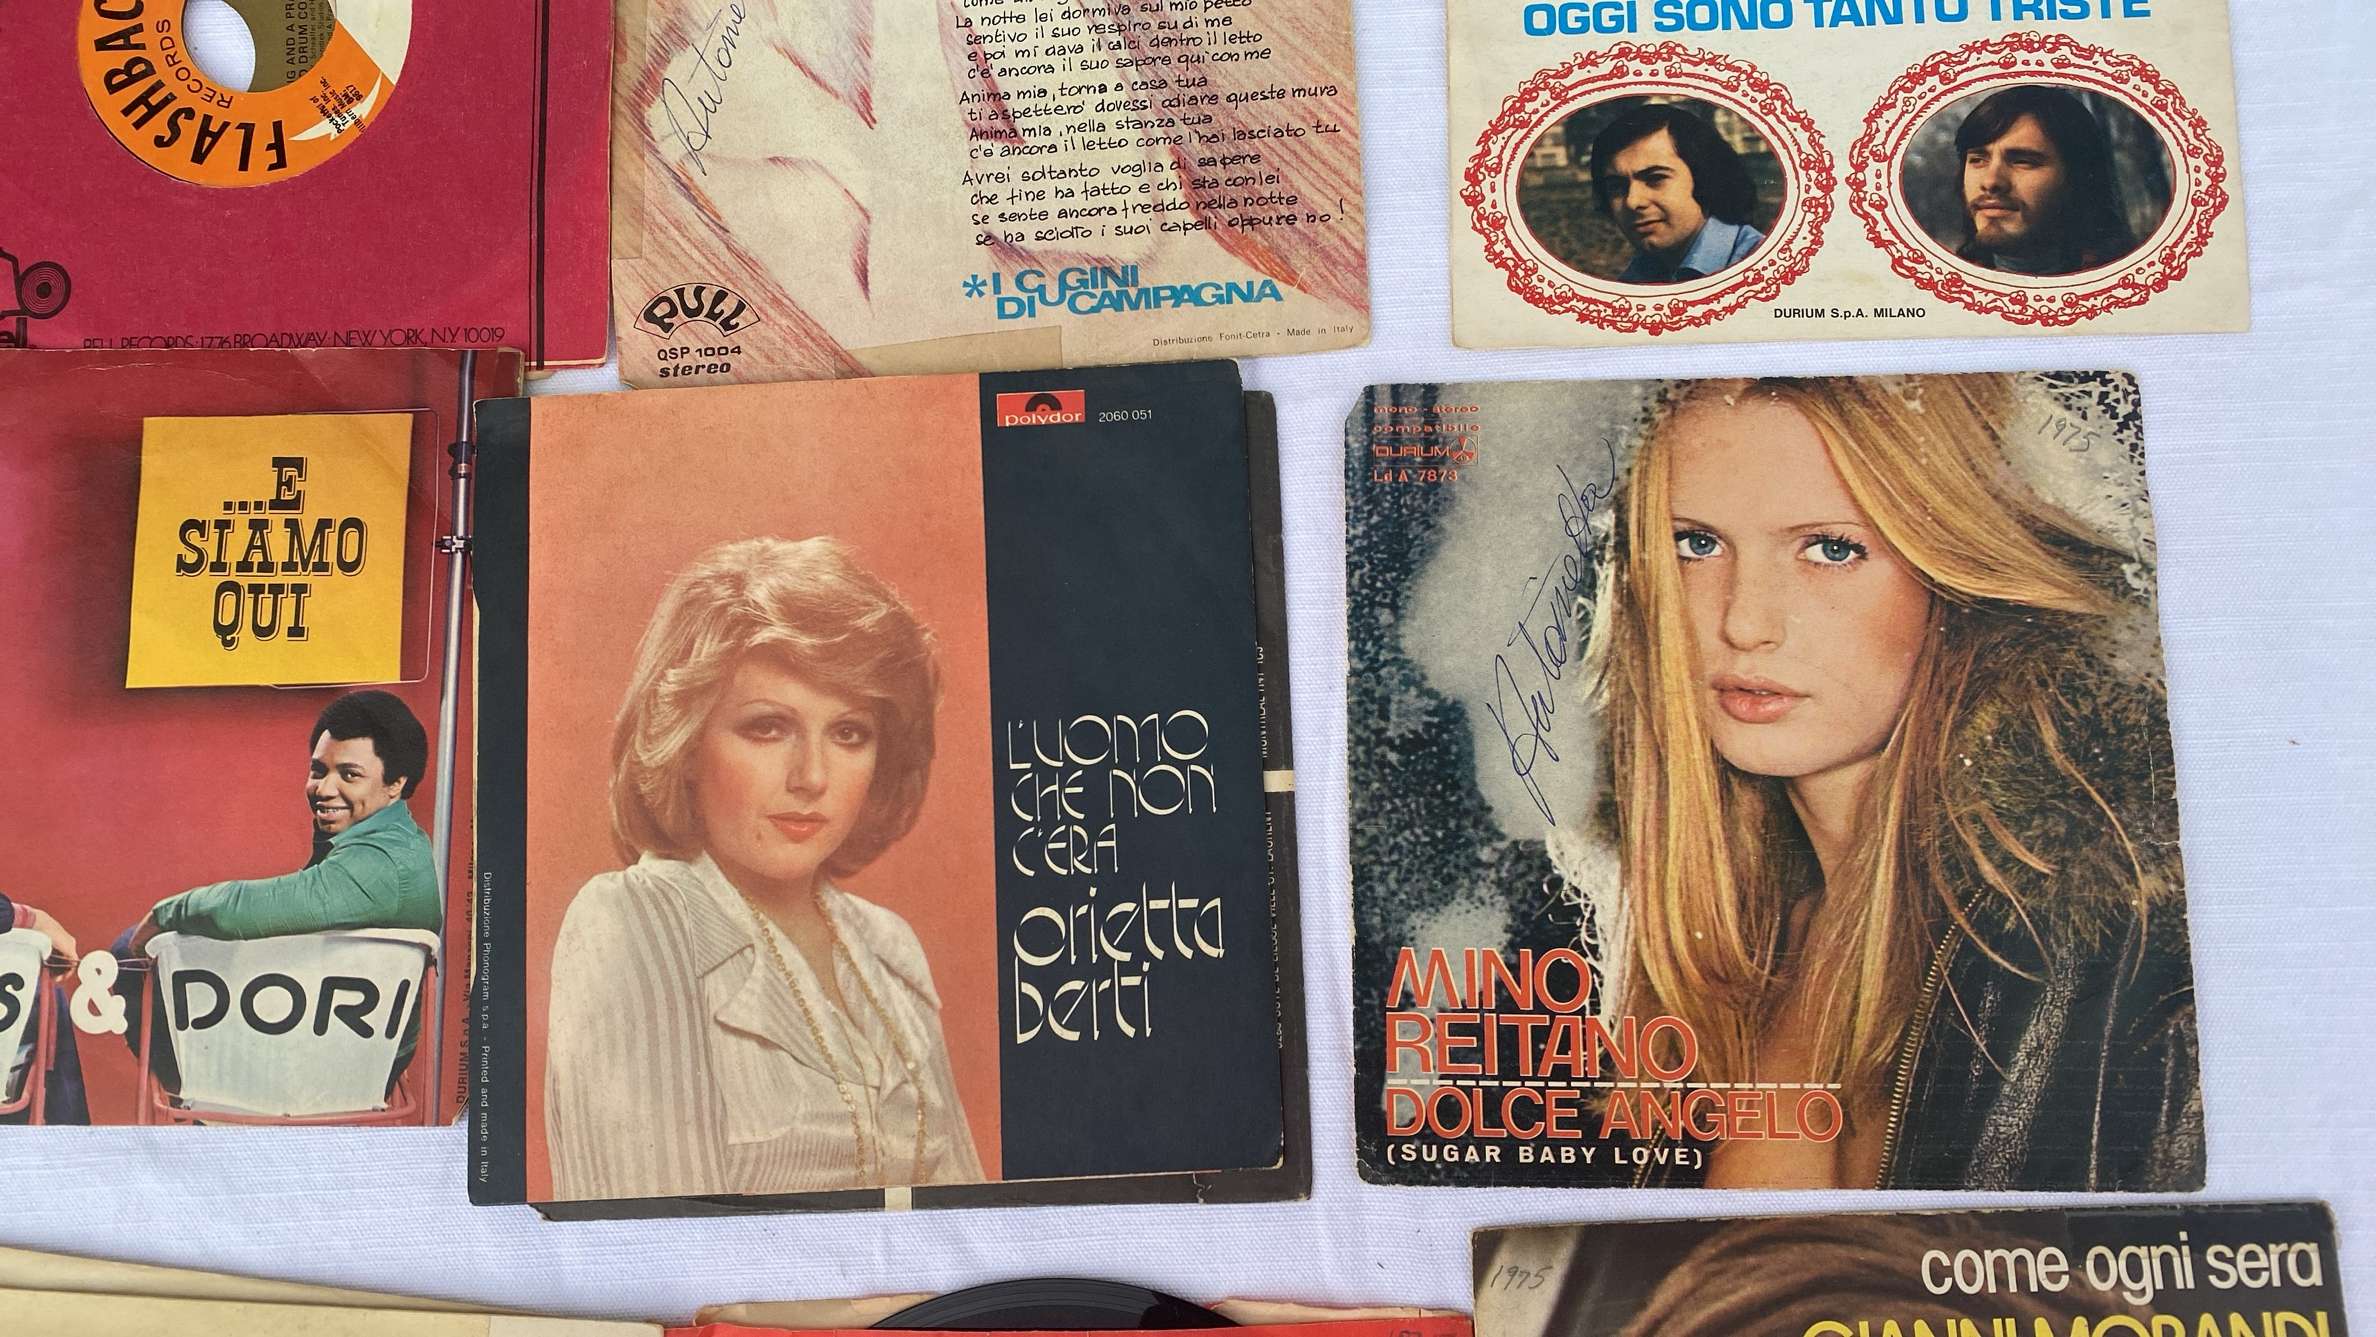 FLASHBAC
RECORDS
BELL RECORDS·1776 BROADWAY·NEW YORK, N.Y. 10019
La notte lei dormiva sul mio petto
sentivo il suo respiro su di me
e poi mi dava il calci dentro il letto
c'e' ancora il suo sapore qui con me
Anima mia, torna a casa tua
ti aspettero' dovessi odiare queste mura
Anima mia, nella stanza tua
c'e' ancora il letto come l'hai lasciato tu
Avrei soltanto voglia di sapere
che fine ha fatto e chi sta con lei
se sente ancora freddo nella notte
se ha sciolto i suoi capelli oppure no!
*I CUGINI
DI CAMPAGNA
PULL
QSP 1004
stereo
Distribuzione Fonit-Cetra - Made in Italy
OGGI SONO TANTO TRISTE
DURIUM S.p.A. MILANO
...E
SIAMO
QUI
S & DORI
polydor 2060 051
L'UOMO
CHE NON
C'ERA
orietta
berti
Distribuzione Phonogram s.p.a. - Printed and made in Italy
mono - stereo
compatibile
DURIUM
Ld A 7873
1975
MINO
REITANO
DOLCE ANGELO
(SUGAR BABY LOVE)
1975
come ogni sera
GIANNI MORANDI